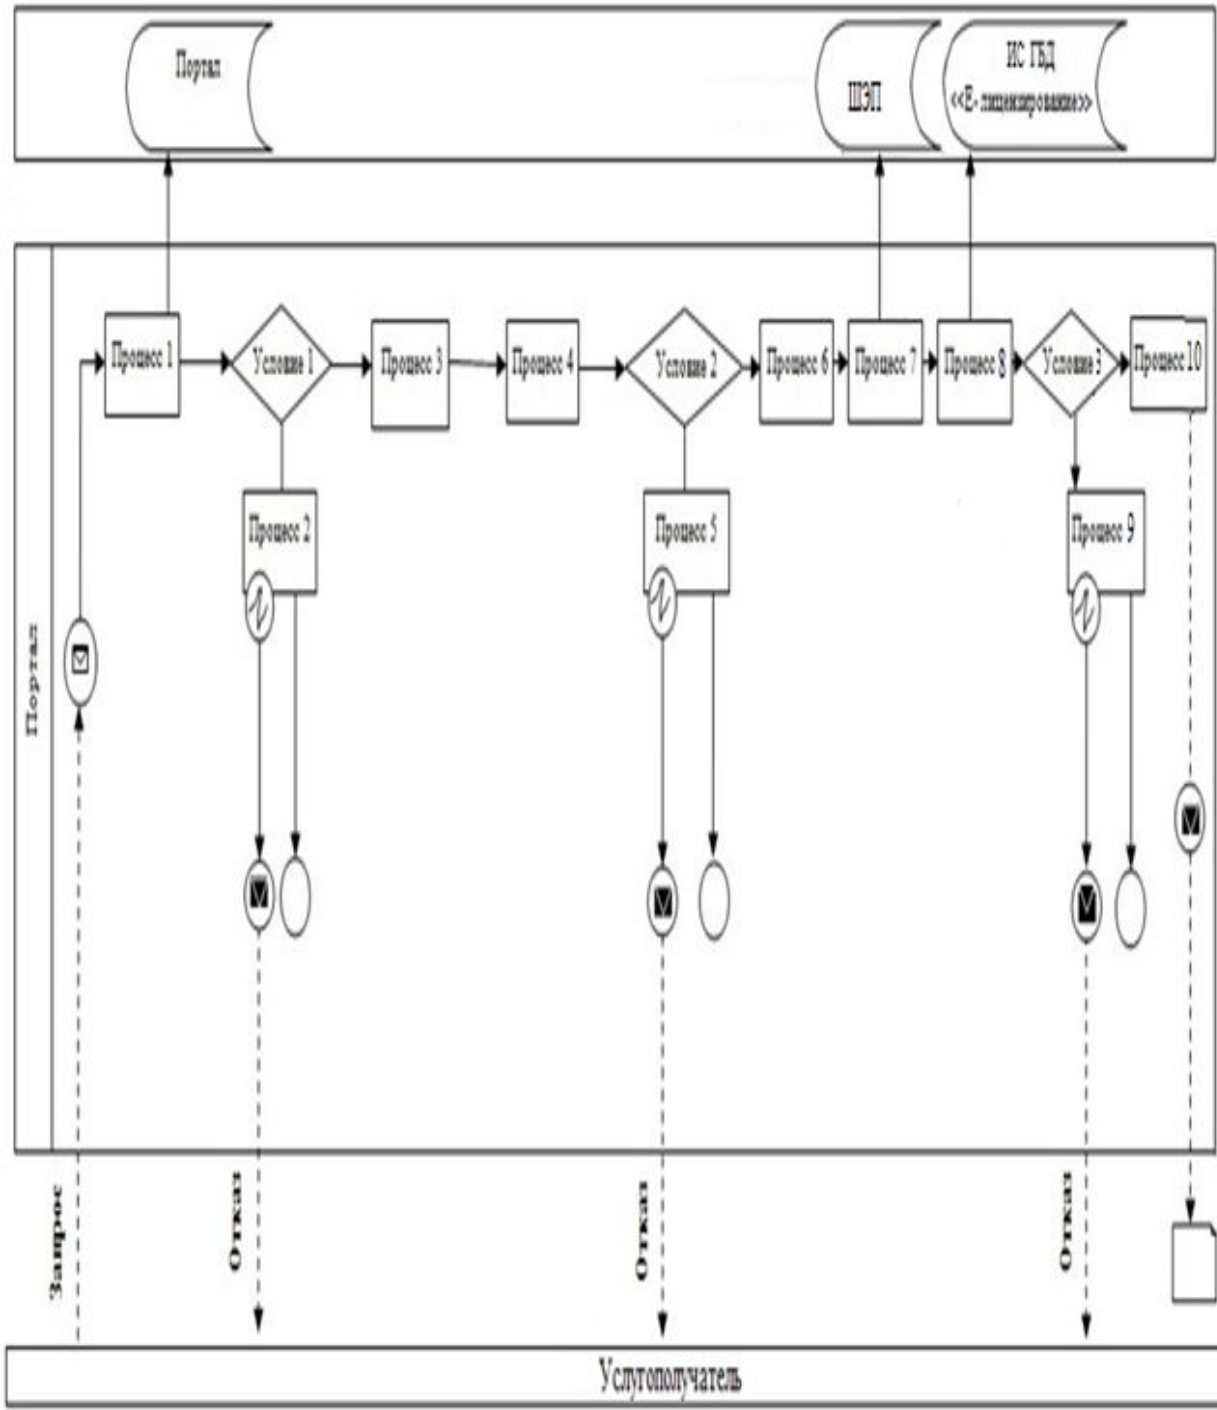 Портал
ШЭП
ИС ГБД
<<Е- лицензирование>>
Портал
Процесс 1
Условие 1
Процесс 3
Процесс 4
Условие 2
Процесс 6
Процесс 7
Процесс 8
Условие 3
Процесс 10
Процесс 2
Процесс 5
Процесс 9
Запрос
Отказ
Отказ
Отказ
Услугополучатель